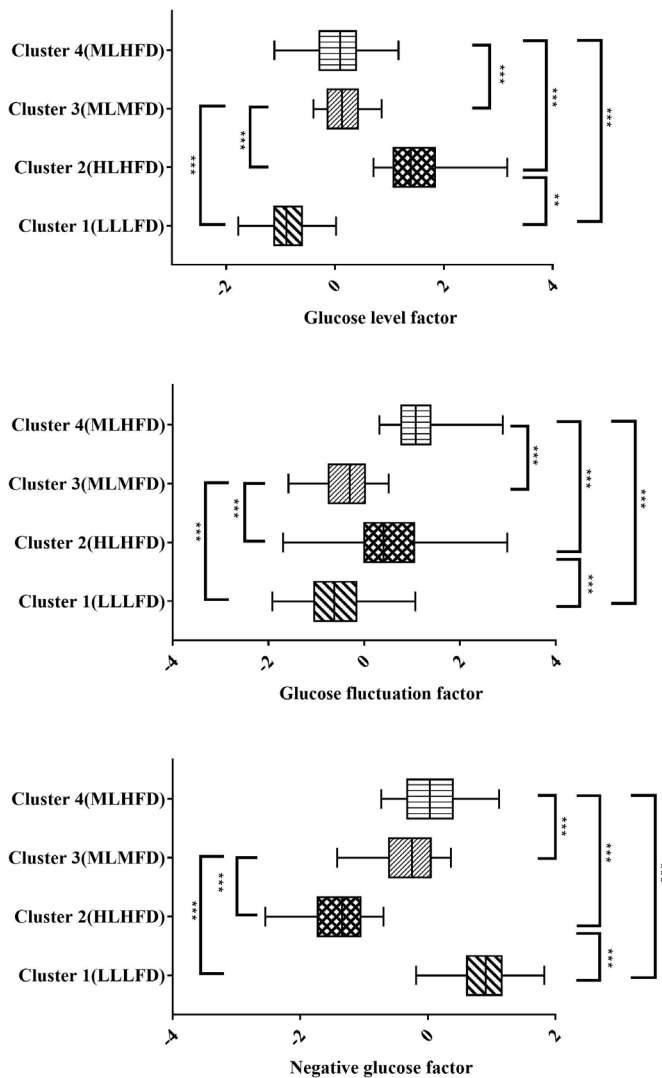 Cluster 4(MLHFD)
***
***
***
Cluster 3(MLMFD)
***
***
Cluster 2(HLHFD)
**
Cluster 1(LLLFD)
-2
0
2
4
Glucose level factor
Cluster 4(MLHFD)
***
***
***
Cluster 3(MLMFD)
***
***
Cluster 2(HLHFD)
***
Cluster 1(LLLFD)
-4
-2
0
2
4
Glucose fluctuation factor
Cluster 4(MLHFD)
***
***
***
Cluster 3(MLMFD)
***
***
Cluster 2(HLHFD)
***
Cluster 1(LLLFD)
-4
-2
0
2
Negative glucose factor